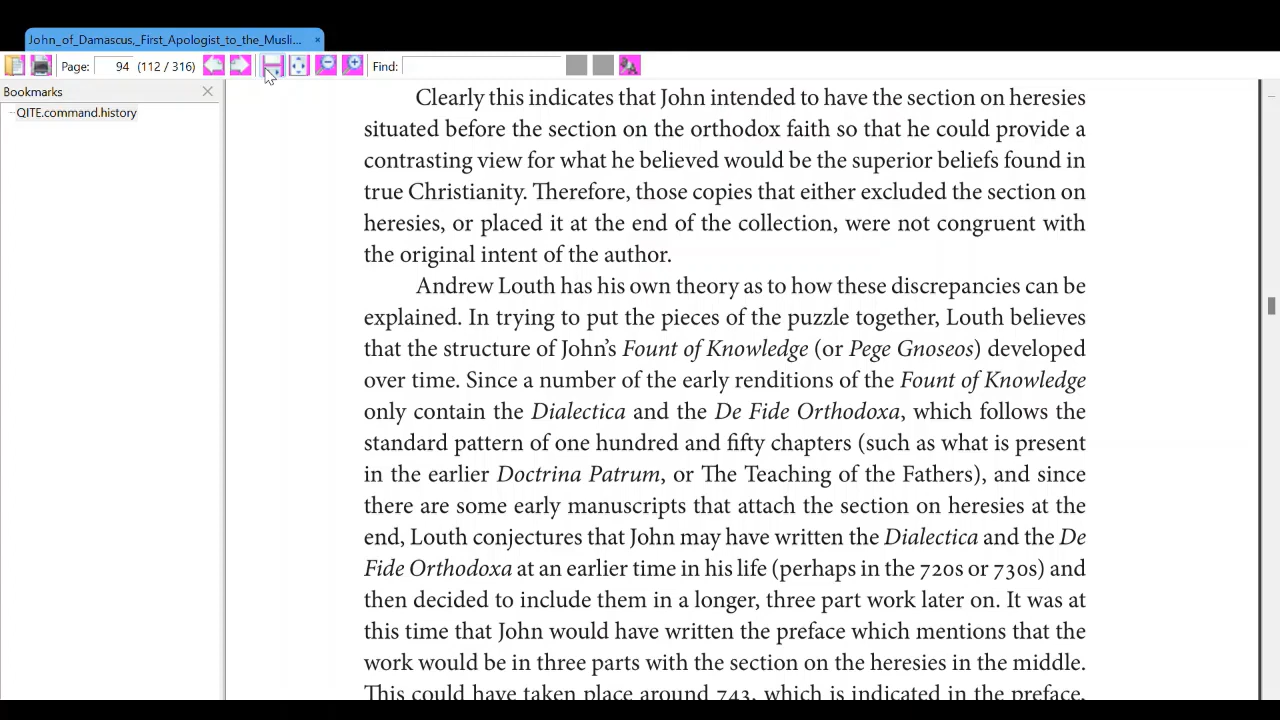 John_of_Damascus,_First_Apologist_to_the_Musli... ×
Page: 94 (112 / 316) Find:
Bookmarks
QITE.command.history
Clearly this indicates that John intended to have the section on heresies
situated before the section on the orthodox faith so that he could provide a
contrasting view for what he believed would be the superior beliefs found in
true Christianity. Therefore, those copies that either excluded the section on
heresies, or placed it at the end of the collection, were not congruent with
the original intent of the author.
Andrew Louth has his own theory as to how these discrepancies can be
explained. In trying to put the pieces of the puzzle together, Louth believes
that the structure of John’s Fount of Knowledge (or Pege Gnoseos) developed
over time. Since a number of the early renditions of the Fount of Knowledge
only contain the Dialectica and the De Fide Orthodoxa, which follows the
standard pattern of one hundred and fifty chapters (such as what is present
in the earlier Doctrina Patrum, or The Teaching of the Fathers), and since
there are some early manuscripts that attach the section on heresies at the
end, Louth conjectures that John may have written the Dialectica and the De
Fide Orthodoxa at an earlier time in his life (perhaps in the 720s or 730s) and
then decided to include them in a longer, three part work later on. It was at
this time that John would have written the preface which mentions that the
work would be in three parts with the section on the heresies in the middle.
This could have taken place around 743, which is indicated in the preface,